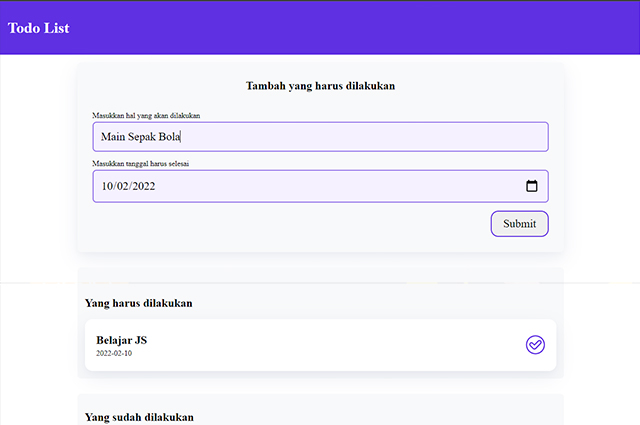 Todo List
Tambah yang harus dilakukan
Masukkan hal yang akan dilakukan
Main Sepak Bola
Masukkan tanggal harus selesai
10/02/2022
Submit
Yang harus dilakukan
Belajar JS
2022-02-10
Yang sudah dilakukan